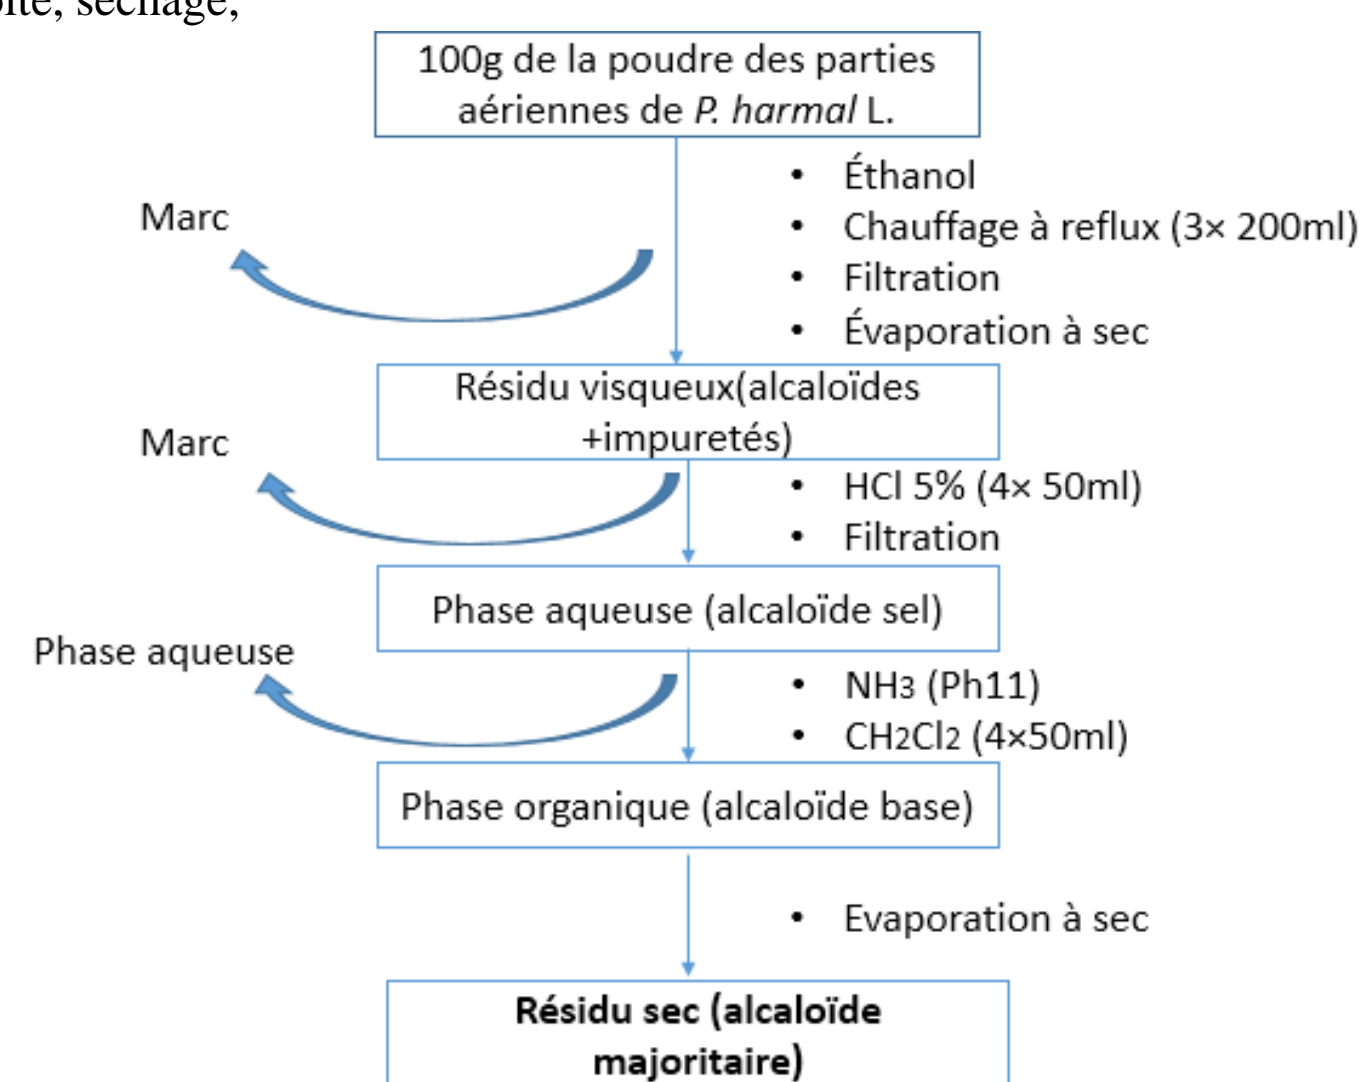 séchage,
100g de la poudre des parties
aériennes de P. harmal L.
• Éthanol
• Chauffage à reflux (3× 200ml)
• Filtration
• Évaporation à sec
Marc
Résidu visqueux(alcaloïdes
+impuretés)
Marc
• HCl 5% (4× 50ml)
• Filtration
Phase aqueuse (alcaloïde sel)
Phase aqueuse
• NH3 (Ph11)
• CH2Cl2 (4×50ml)
Phase organique (alcaloïde base)
• Evaporation à sec
Résidu sec (alcaloïde
majoritaire)